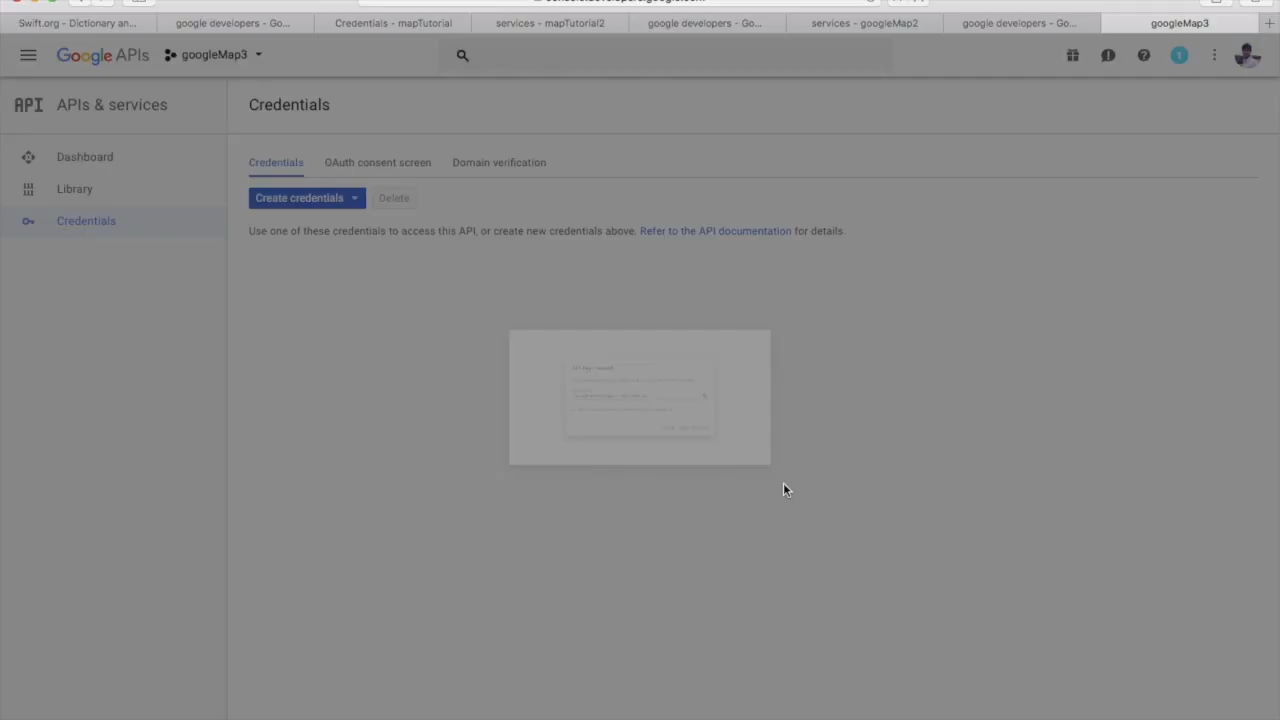 Swift.org - Dictionary an...
google developers - Go...
Credentials - mapTutorial
services - mapTutorial2
google developers - Go...
services - googleMap2
google developers - Go...
googleMap3
Google APIs
googleMap3
1
API APIs & services
Credentials
Dashboard
Library
Credentials
Credentials
OAuth consent screen
Domain verification
Create credentials
Delete
Use one of these credentials to access this API, or create new credentials above. Refer to the API documentation for details.